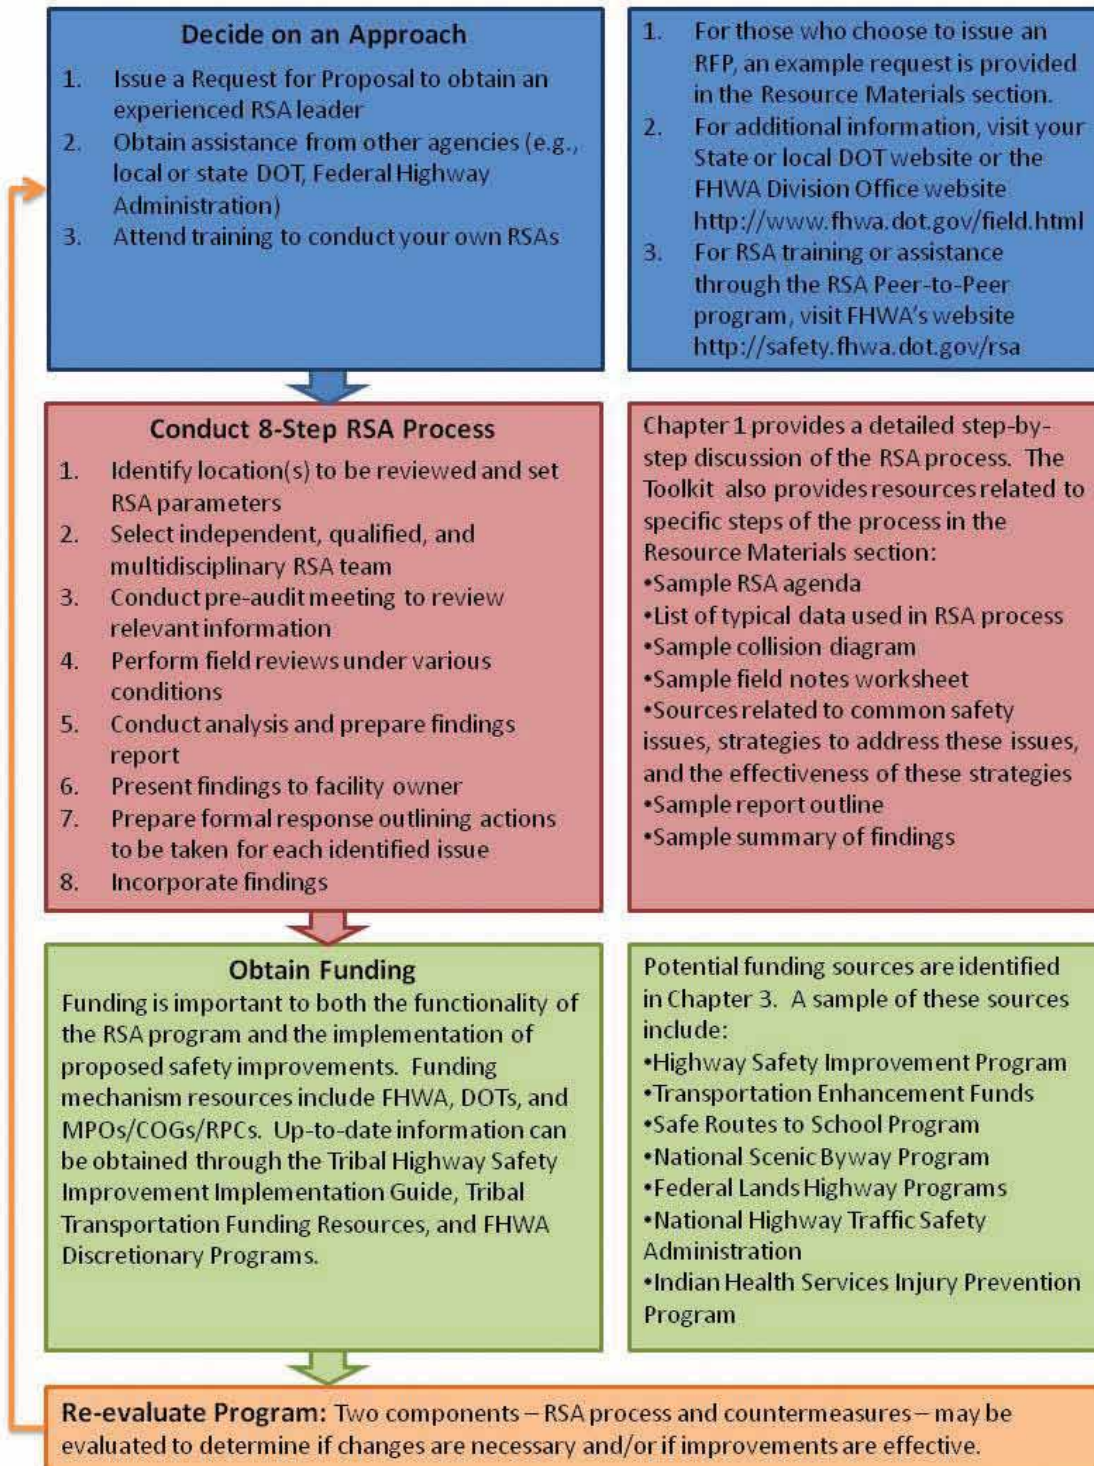 Decide on an Approach
1. Issue a Request for Proposal to obtain an
experienced RSA leader
2. Obtain assistance from other agencies (e.g.,
local or state DOT, Federal Highway
Administration)
3. Attend training to conduct your own RSAs
1. For those who choose to issue an
RFP, an example request is provided
in the Resource Materials section.
2. For additional information, visit your
State or local DOT website or the
FHWA Division Office website
http://www.fhwa.dot.gov/field.html
3. For RSA training or assistance
through the RSA Peer-to-Peer
program, visit FHWA's website
http://safety.fhwa.dot.gov/rsa
Conduct 8-Step RSA Process
1. Identify location(s) to be reviewed and set
RSA parameters
2. Select independent, qualified, and
multidisciplinary RSA team
3. Conduct pre-audit meeting to review
relevant information
4. Perform field reviews under various
conditions
5. Conduct analysis and prepare findings
report
6. Present findings to facility owner
7. Prepare formal response outlining actions
to be taken for each identified issue
8. Incorporate findings
Chapter 1 provides a detailed step-by-
step discussion of the RSA process. The
Toolkit also provides resources related to
specific steps of the process in the
Resource Materials section:
•Sample RSA agenda
•List of typical data used in RSA process
•Sample collision diagram
•Sample field notes worksheet
•Sources related to common safety
issues, strategies to address these issues,
and the effectiveness of these strategies
•Sample report outline
•Sample summary of findings
Obtain Funding
Funding is important to both the functionality of
the RSA program and the implementation of
proposed safety improvements. Funding
mechanism resources include FHWA, DOTs, and
MPOs/COGs/RPCs. Up-to-date information can
be obtained through the Tribal Highway Safety
Improvement Implementation Guide, Tribal
Transportation Funding Resources, and FHWA
Discretionary Programs.
Potential funding sources are identified
in Chapter 3. A sample of these sources
include:
•Highway Safety Improvement Program
•Transportation Enhancement Funds
•Safe Routes to School Program
•National Scenic Byway Program
•Federal Lands Highway Programs
•National Highway Traffic Safety
Administration
•Indian Health Services Injury Prevention
Program
Re-evaluate Program: Two components – RSA process and countermeasures – may be
evaluated to determine if changes are necessary and/or if improvements are effective.